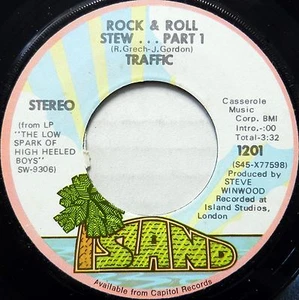 ROCK & ROLL
STEW...PART 1
(R.Grech-J.Gordon)
TRAFFIC
STEREO
(from LP
"THE LOW
SPARK OF
HIGH HEELED
BOYS"
SW-9306)
Casserole
Music
Corp. BMI
Intro.-:00
Total-3:32
1201
(S45-X77598)
Produced by
STEVE
WINWOOD
Recorded at
Island Studios,
London
ISLAND
Available from Capitol Records